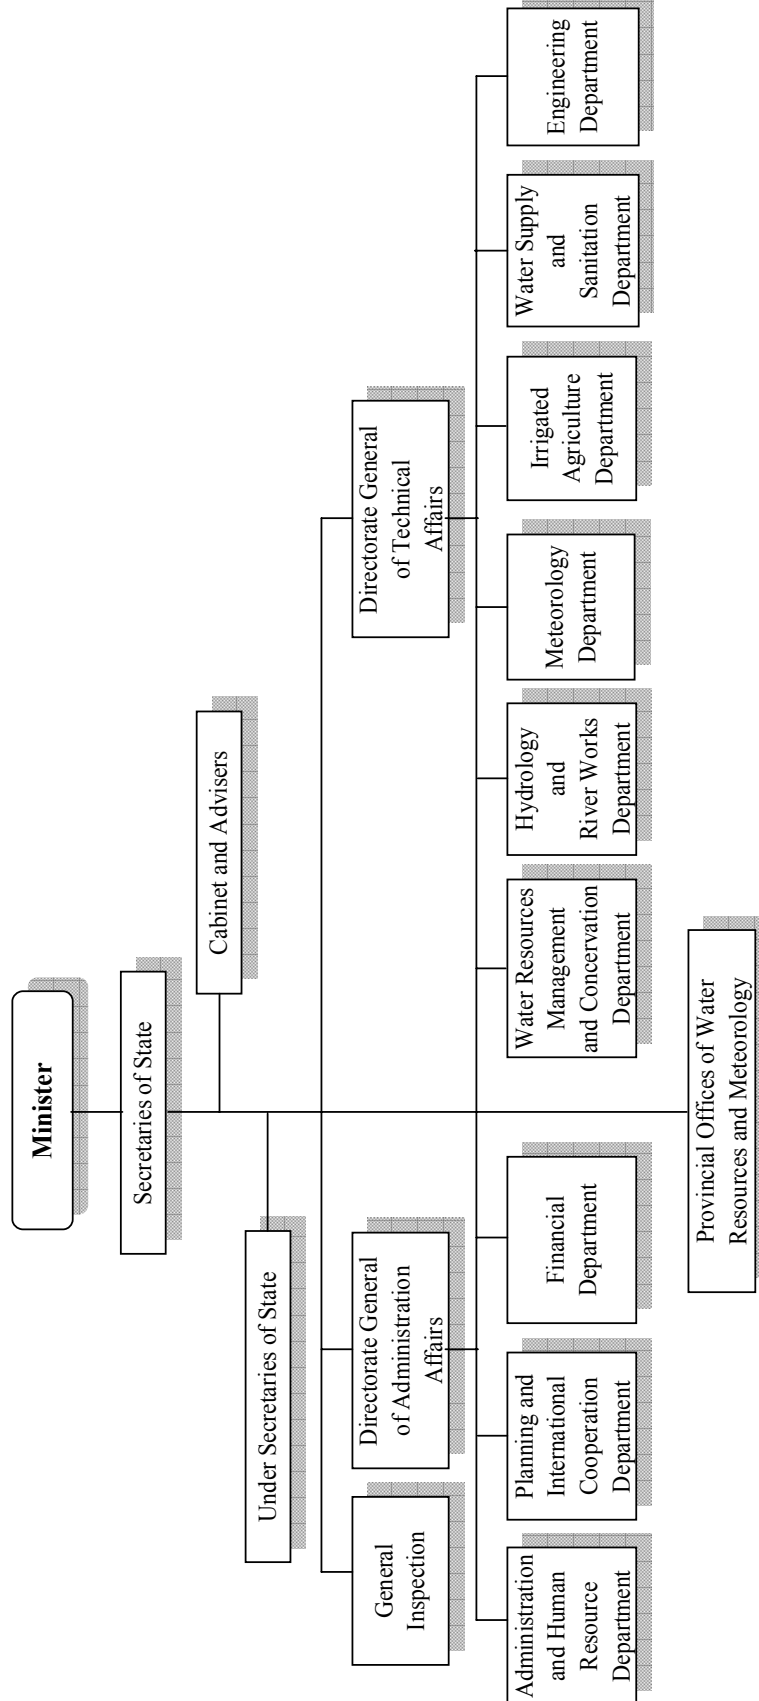 Minister
Secretaries of State
Cabinet and Advisers
Under Secretaries of State
General
Inspection
Directorate General
of Administration
Affairs
Directorate General
of Technical
Affairs
Administration
and Human
Resource
Department
Planning and
International
Cooperation
Department
Financial
Department
Water Resources
Management
and Concervation
Department
Hydrology
and
River Works
Department
Meteorology
Department
Irrigated
Agriculture
Department
Water Supply
and
Sanitation
Department
Engineering
Department
Provincial Offices of Water
Resources and Meteorology